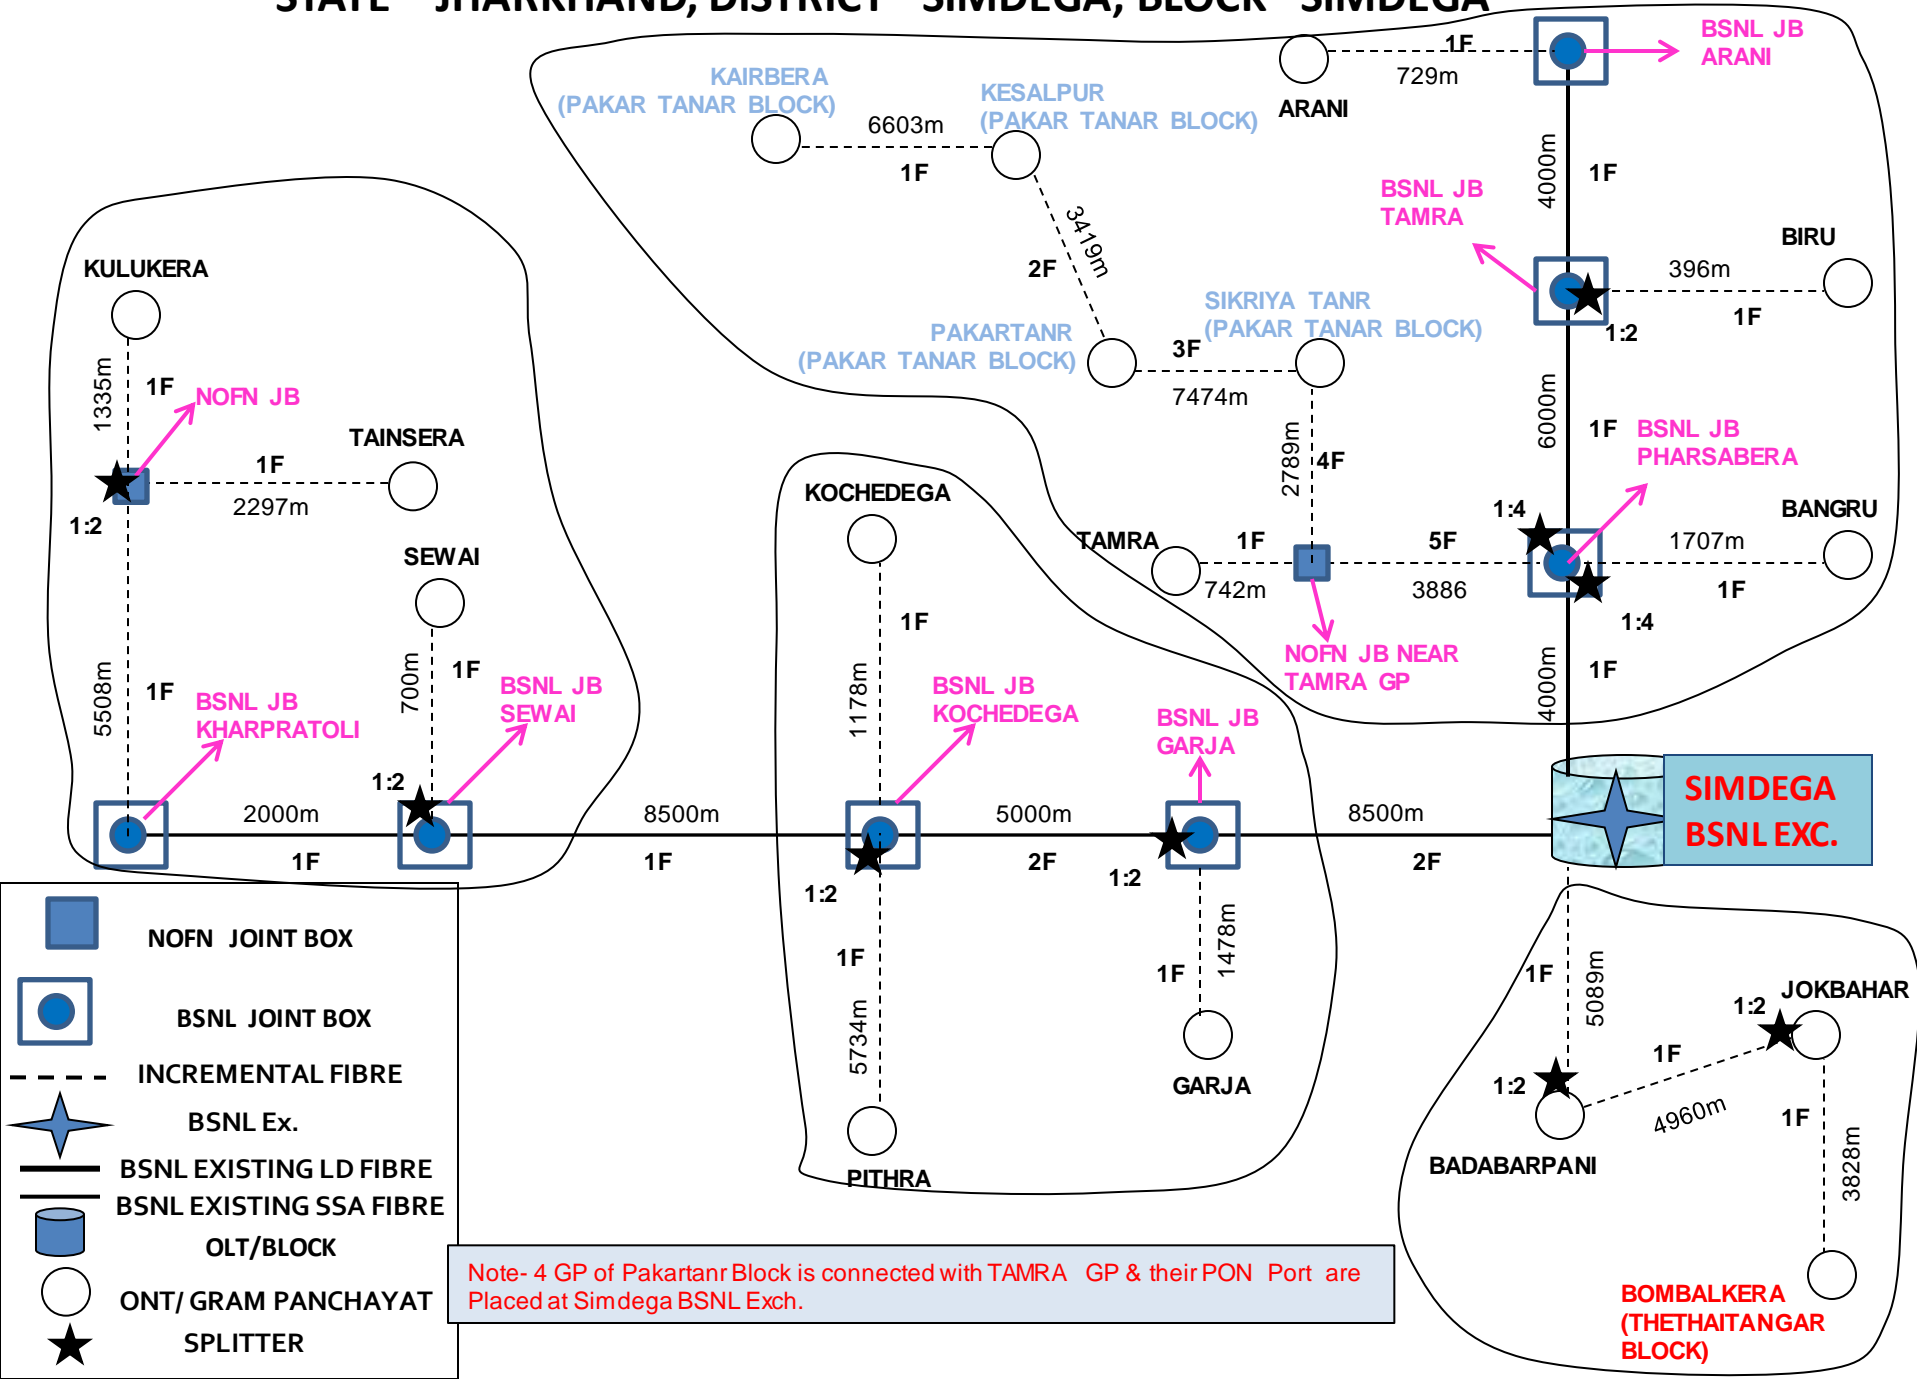 STATE - JHARKHAND, DISTRICT - SIMDEGA, BLOCK - SIMDEGA
1F
729m
BSNL JB
ARANI
ARANI
KAIRBERA
(PAKAR TANAR BLOCK)
6603m
1F
KESALPUR
(PAKAR TANAR BLOCK)
4000m
1F
BSNL JB
TAMRA
3419m
2F
BIRU
396m
1F
1:2
SIKRIYA TANR
(PAKAR TANAR BLOCK)
PAKARTANR
(PAKAR TANAR BLOCK)
3F
7474m
6000m
1F
BSNL JB
PHARSABERA
2789m
4F
1:4
BANGRU
1707m
1F
1:4
TAMRA
1F
742m
5F
3886
NOFN JB NEAR
TAMRA GP
4000m
1F
KULUKERA
1335m
1F
NOFN JB
TAINSERA
1F
2297m
1:2
SEWAI
700m
1F
5508m
1F
BSNL JB
KHARPRATOLI
BSNL JB
SEWAI
1:2
2000m
1F
8500m
1F
KOCHEDEGA
1F
1178m
BSNL JB
KOCHEDEGA
BSNL JB
GARJA
5000m
2F
1:2
1:2
8500m
2F
SIMDEGA
BSNL EXC.
1F
5734m
PITHRA
1478m
1F
GARJA
1F
5089m
1:2
JOKBAHAR
1:2
1F
4960m
BADABARPANI
1F
3828m
BOMBALKERA
(THETHAITANGAR
BLOCK)
NOFN JOINT BOX
BSNL JOINT BOX
INCREMENTAL FIBRE
BSNL Ex.
BSNL EXISTING LD FIBRE
BSNL EXISTING SSA FIBRE
OLT/BLOCK
ONT/ GRAM PANCHAYAT
SPLITTER
Note- 4 GP of Pakartanr Block is connected with TAMRA GP & their PON Port are
Placed at Simdega BSNL Exch.